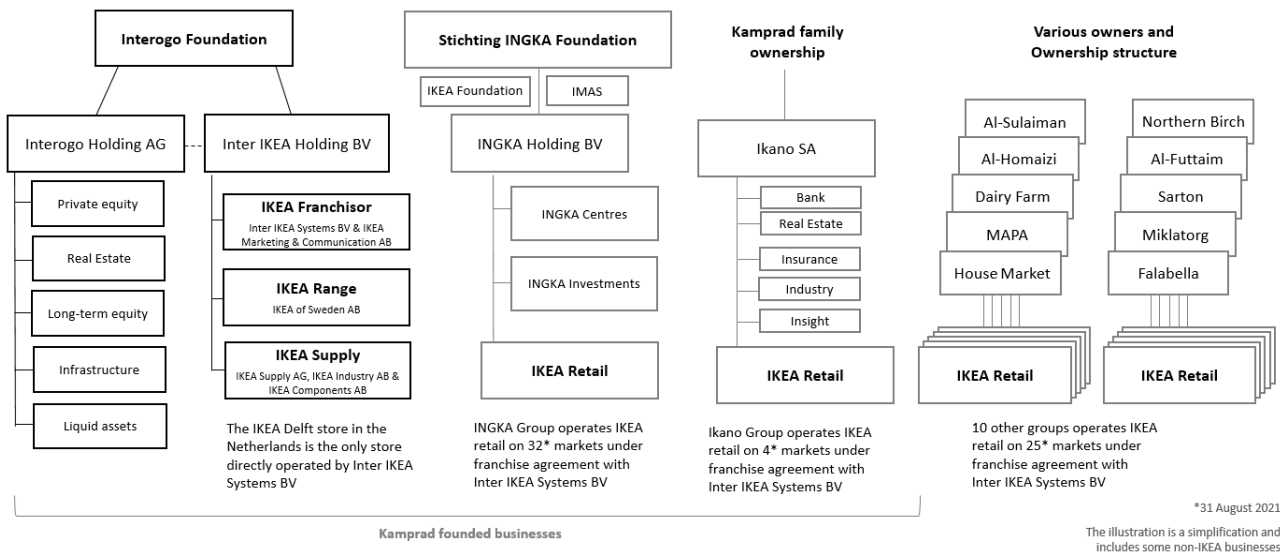 Interogo Foundation
Interogo Holding AG
Private equity
Real Estate
Long-term equity
Infrastructure
Liquid assets
Inter IKEA Holding BV
IKEA Franchisor
Inter IKEA Systems BV & IKEA
Marketing & Communication AB
IKEA Range
IKEA of Sweden AB
IKEA Supply
IKEA Supply AG, IKEA Industry AB &
IKEA Components AB
The IKEA Delft store in the
Netherlands is the only store
directly operated by Inter IKEA
Systems BV
Stichting INGKA Foundation
IKEA Foundation
IMAS
INGKA Holding BV
INGKA Centres
INGKA Investments
IKEA Retail
INGKA Group operates IKEA
retail on 32* markets under
franchise agreement with
Inter IKEA Systems BV
Kamprad family
ownership
Ikano SA
Bank
Real Estate
Insurance
Industry
Insight
IKEA Retail
Ikano Group operates IKEA
retail on 4* markets under
franchise agreement with
Inter IKEA Systems BV
Various owners and
Ownership structure
Al-Sulaiman
Al-Homaizi
Dairy Farm
MAPA
House Market
IKEA Retail
Northern Birch
Al-Futtaim
Sarton
Miklatorg
Falabella
IKEA Retail
10 other groups operates IKEA
retail on 25* markets under
franchise agreement with
Inter IKEA Systems BV
Kamprad founded businesses
*31 August 2021
The illustration is a simplification and
includes some non-IKEA businesses